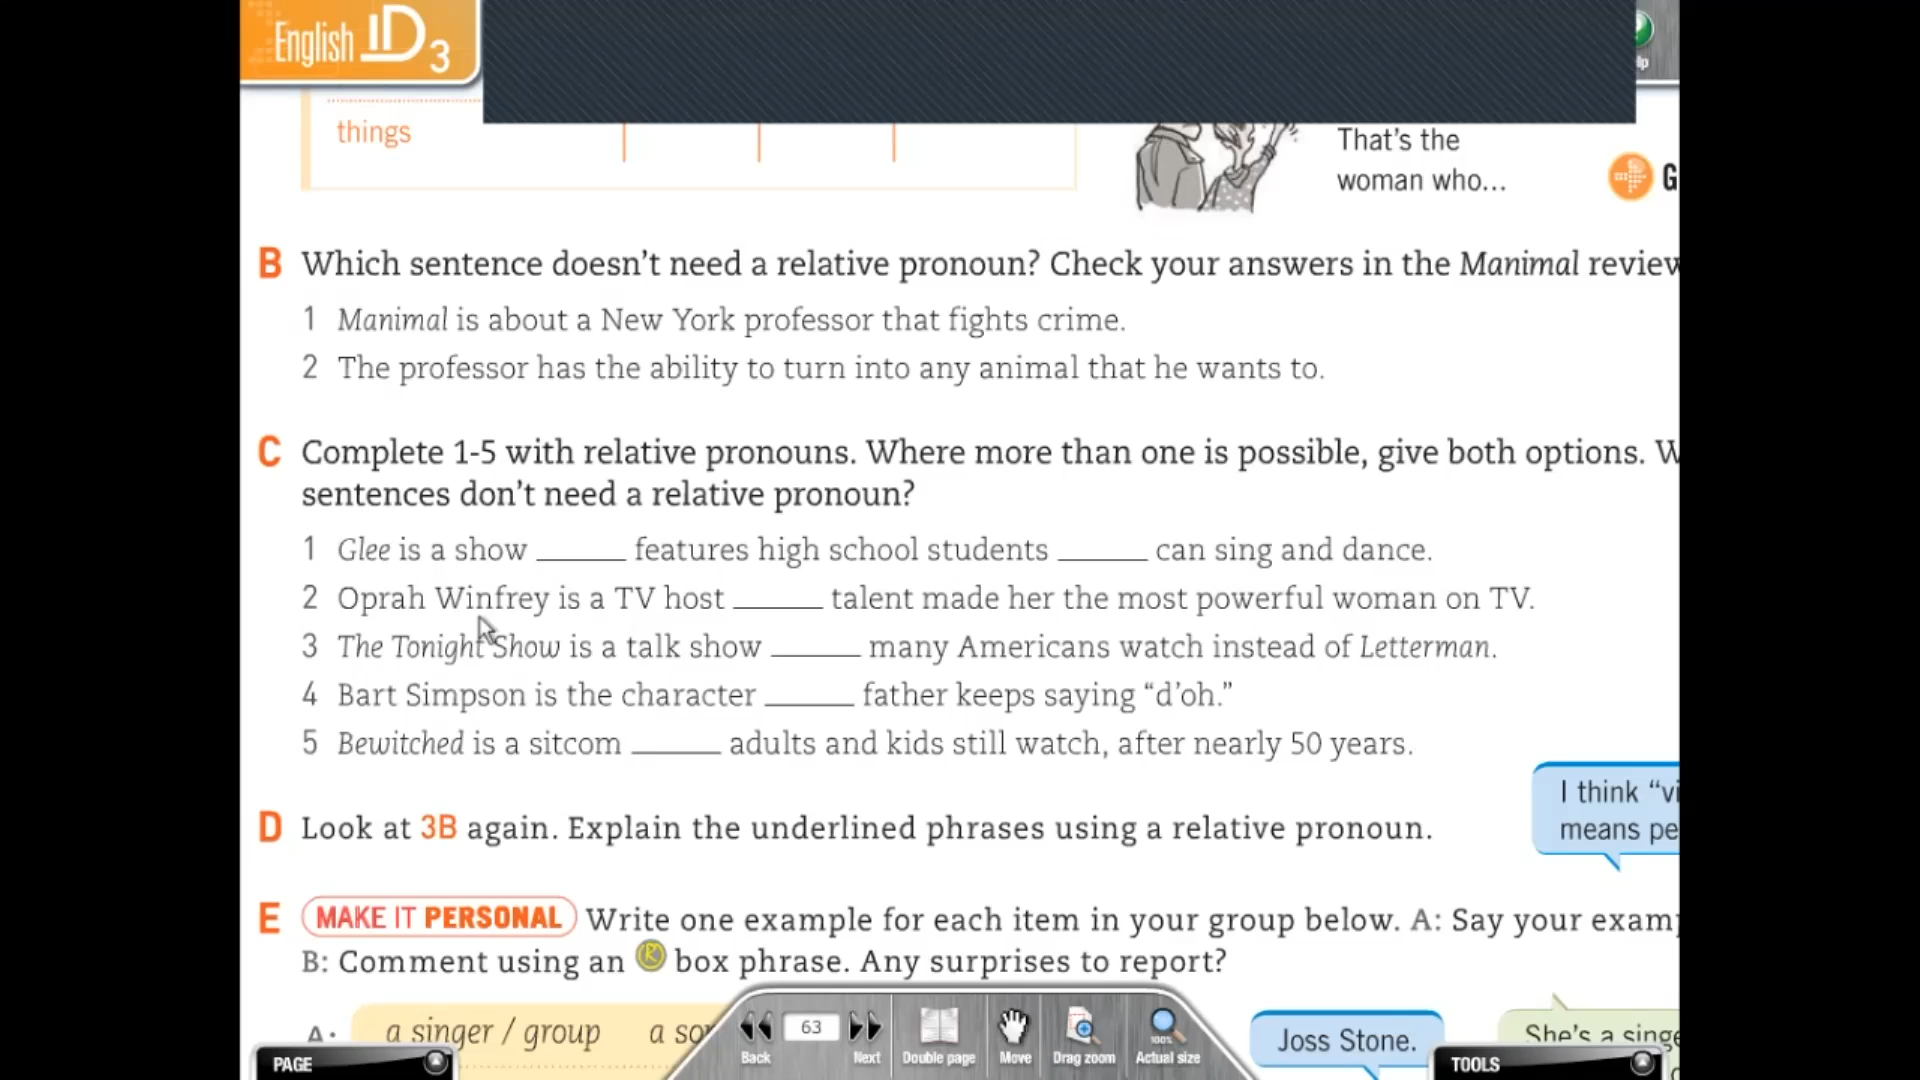 English ID 3
lp
things
That's the
woman who...
G
B Which sentence doesn't need a relative pronoun? Check your answers in the Manimal review
1 Manimal is about a New York professor that fights crime.
2 The professor has the ability to turn into any animal that he wants to.
C Complete 1-5 with relative pronouns. Where more than one is possible, give both options. W
sentences don't need a relative pronoun?
1 Glee is a show ______ features high school students ______ can sing and dance.
2 Oprah Winfrey is a TV host ______ talent made her the most powerful woman on TV.
3 The Tonight Show is a talk show ______ many Americans watch instead of Letterman.
4 Bart Simpson is the character ______ father keeps saying “d'oh.”
5 Bewitched is a sitcom ______ adults and kids still watch, after nearly 50 years.
I think “vi
means pe
D Look at 3B again. Explain the underlined phrases using a relative pronoun.
E MAKE IT PERSONAL Write one example for each item in your group below. A: Say your exam
B: Comment using an R box phrase. Any surprises to report?
A: a singer / group a so
Joss Stone.
She's a singe
PAGE
Back
63
Next
Double page
Move
Drag zoom
100%
Actual size
TOOLS